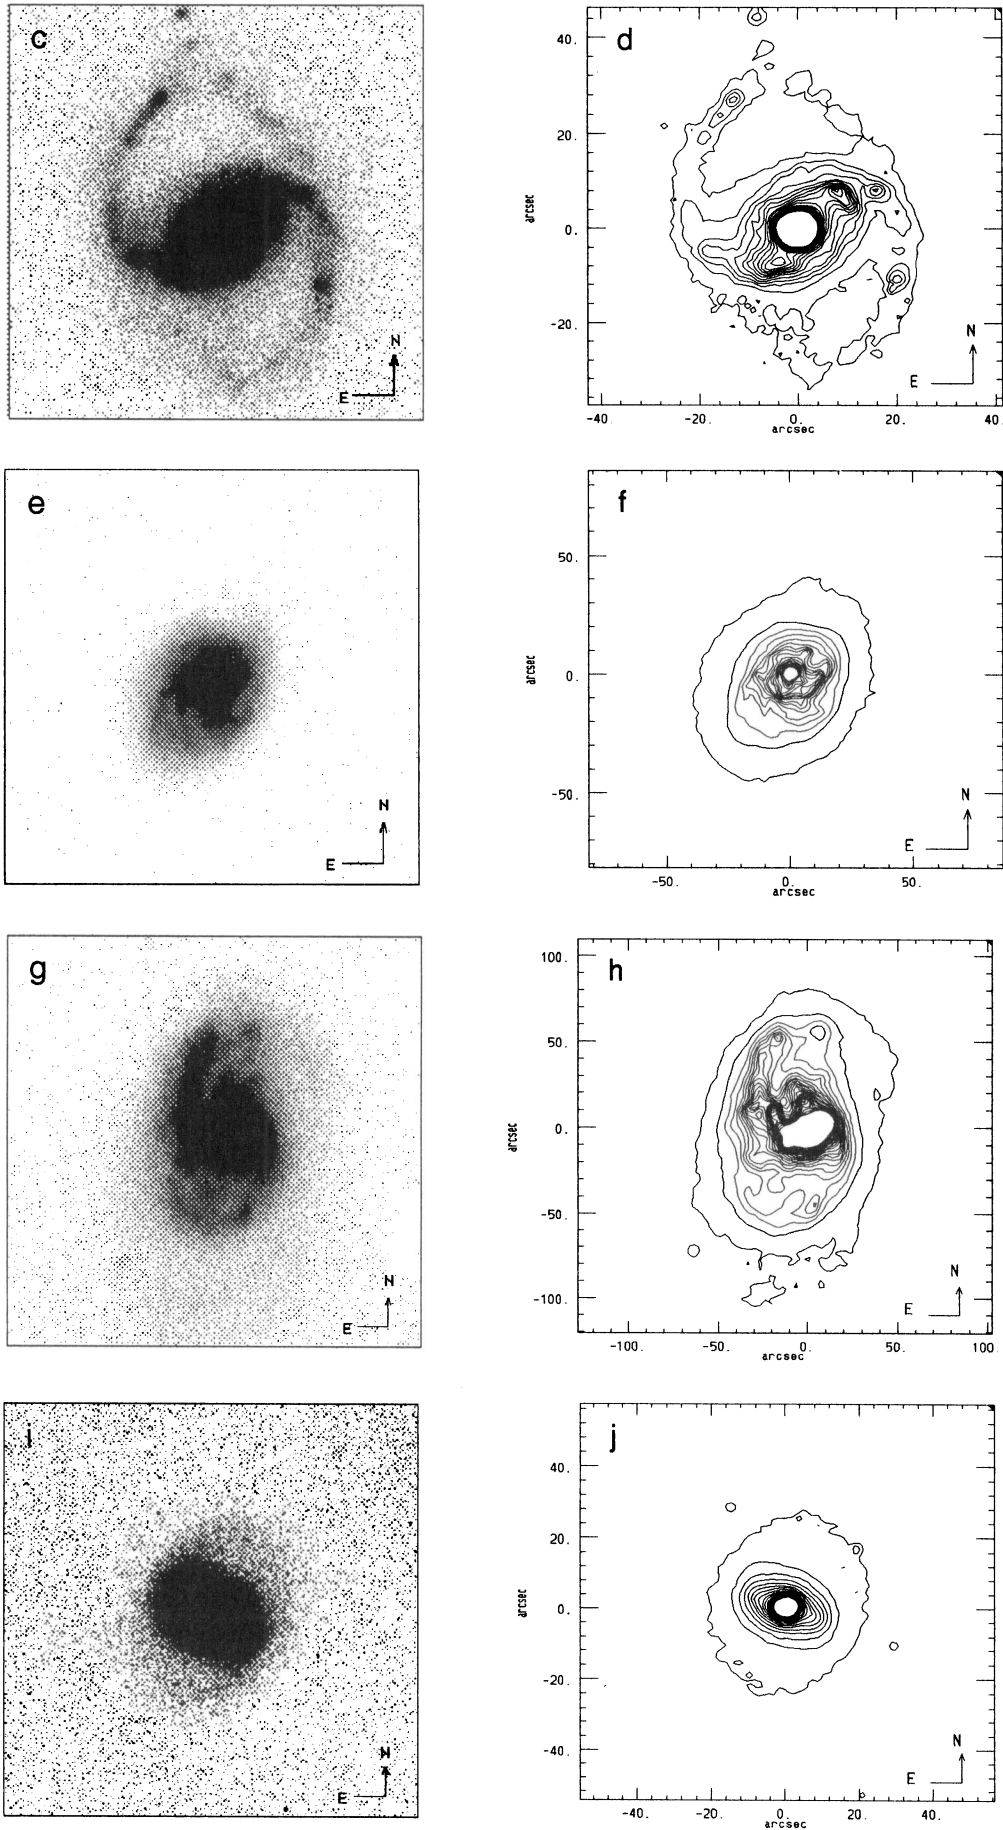 c
N
E
d
40.
20.
0.
-20.
arcsec
N
E
-40. -20. 0. 20. 40.
arcsec
e
N
E
f
50.
0.
-50.
arcsec
N
E
-50. 0. 50.
arcsec
g
N
E
h
100.
50.
0.
-50.
-100.
arcsec
N
E
-100. -50. 0. 50. 100.
arcsec
i
N
E
j
40.
20.
0.
-20.
-40.
arcsec
N
E
-40. -20. 0. 20. 40.
arcsec